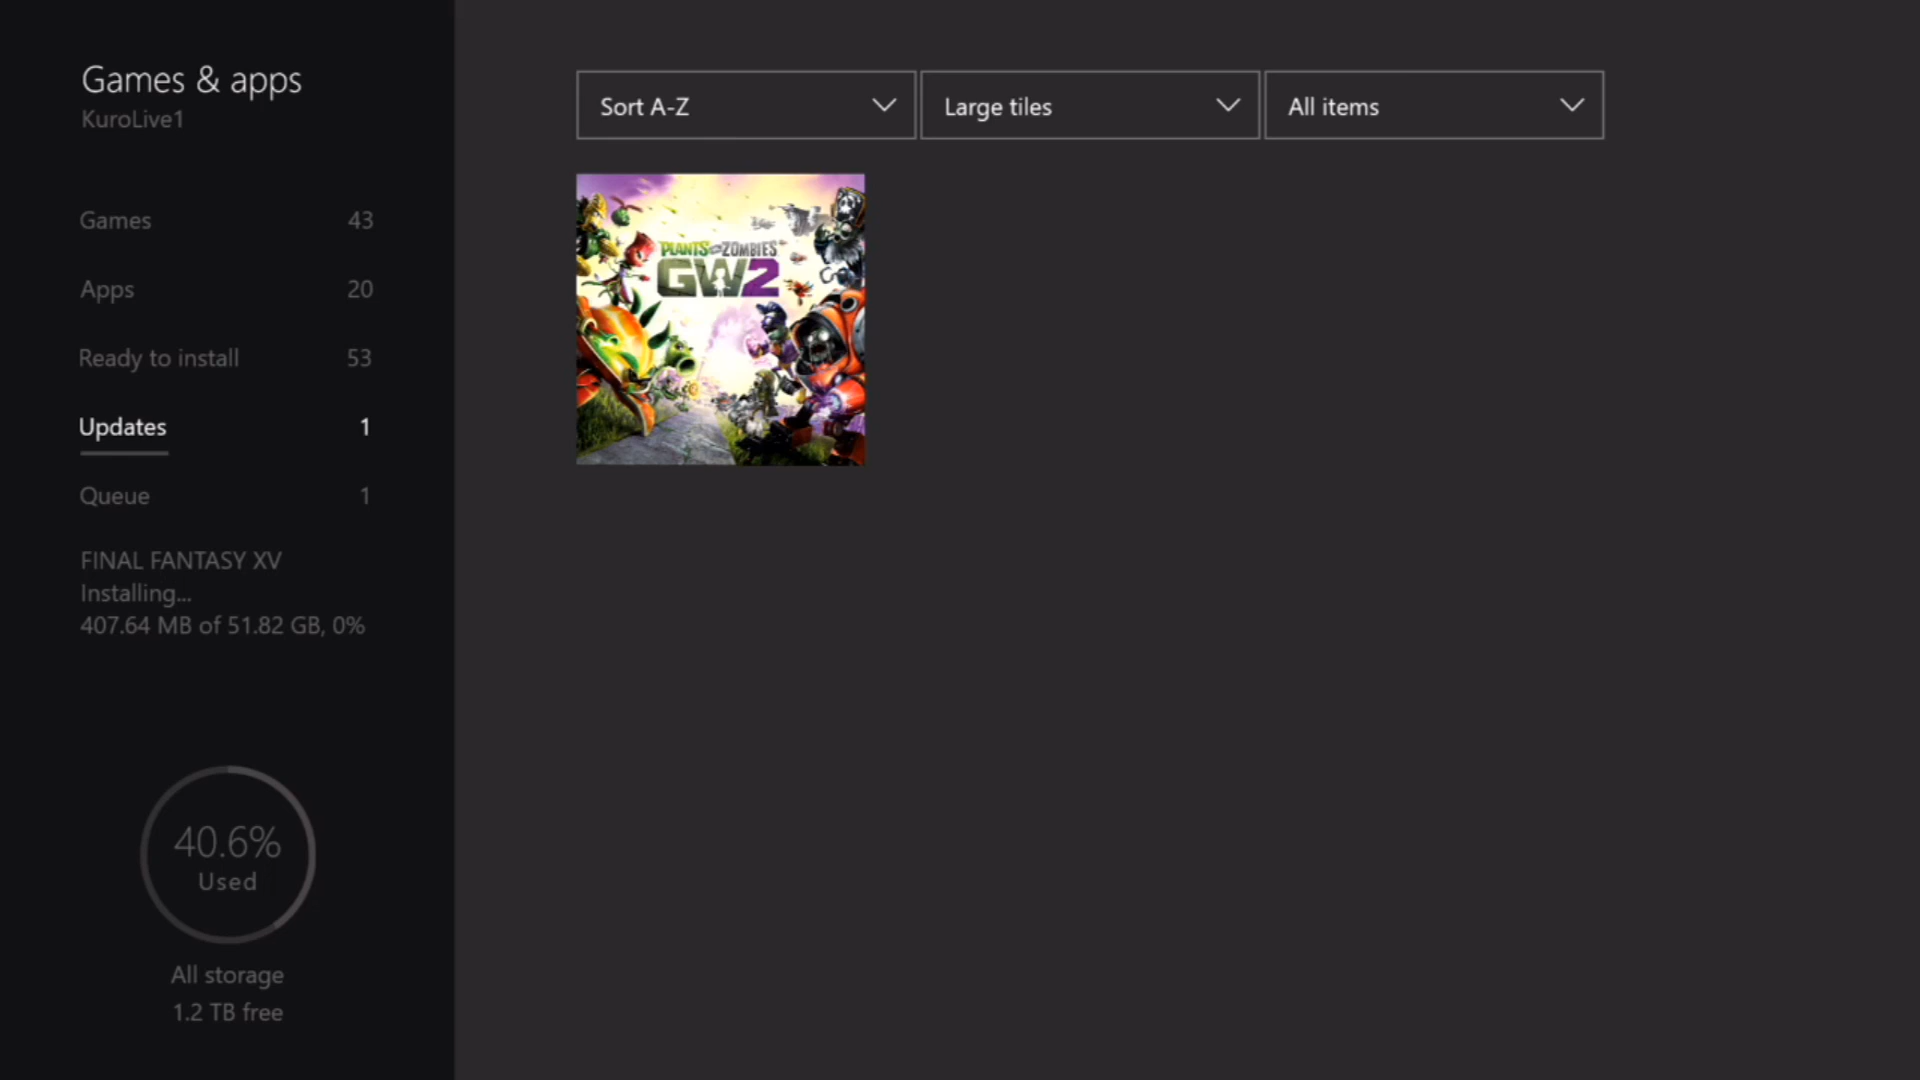 Games & apps
KuroLive1
Games 43
Apps 20
Ready to install 53
Updates 1
Queue 1
FINAL FANTASY XV
Installing...
407.64 MB of 51.82 GB, 0%
40.6%
Used
All storage
1.2 TB free
Sort A-Z
Large tiles
All items
PLANTS VS ZOMBIES
GW2